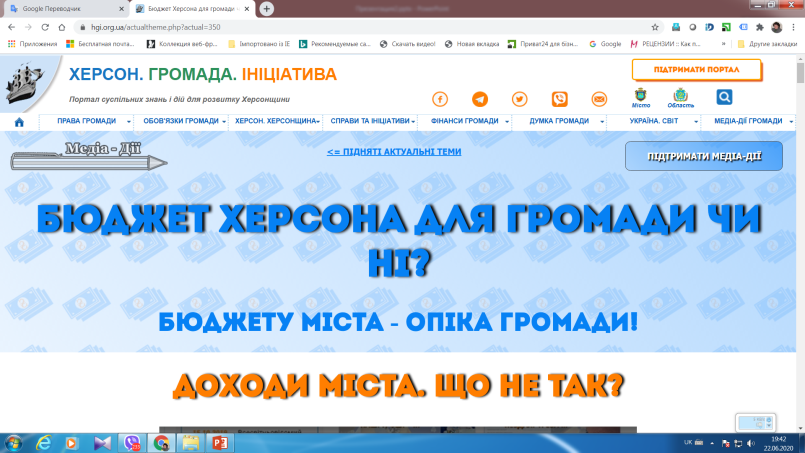 Google Переводчик
Бюджет Херсона для громади ч
hgi.org.ua/actualtheme.php?actual=350
Приложения
Бесплатная почта...
Коллекция веб-фр...
Імпортовано із IE
Рекомендуемые са...
Скачать видео!
Новая вкладка
Приват24 для бізн...
Google
РЕЦЕНЗИИ :: Как п...
»
Другие закладки
ХЕРСОН. ГРОМАДА. ІНІЦІАТИВА
ПІДТРИМАТИ ПОРТАЛ
Портал суспільних знань і дій для розвитку Херсонщини
Місто
Область
ПРАВА ГРОМАДИ
ОБОВ'ЯЗКИ ГРОМАДИ
ХЕРСОН. ХЕРСОНЩИНА
СПРАВИ ТА ІНІЦІАТИВИ
ФІНАНСИ ГРОМАДИ
ДУМКА ГРОМАДИ
УКРАЇНА. СВІТ
МЕДІА-ДІЇ ГРОМАДИ
Медіа - Дії
<= ПІДНЯТІ АКТУАЛЬНІ ТЕМИ
ПІДТРИМАТИ МЕДІА-ДІЇ
БЮДЖЕТ ХЕРСОНА ДЛЯ ГРОМАДИ ЧИ
НІ?
БЮДЖЕТУ МІСТА - ОПІКА ГРОМАДИ!
ДОХОДИ МІСТА. ЩО НЕ ТАК?
UK
19:42
22.06.2020